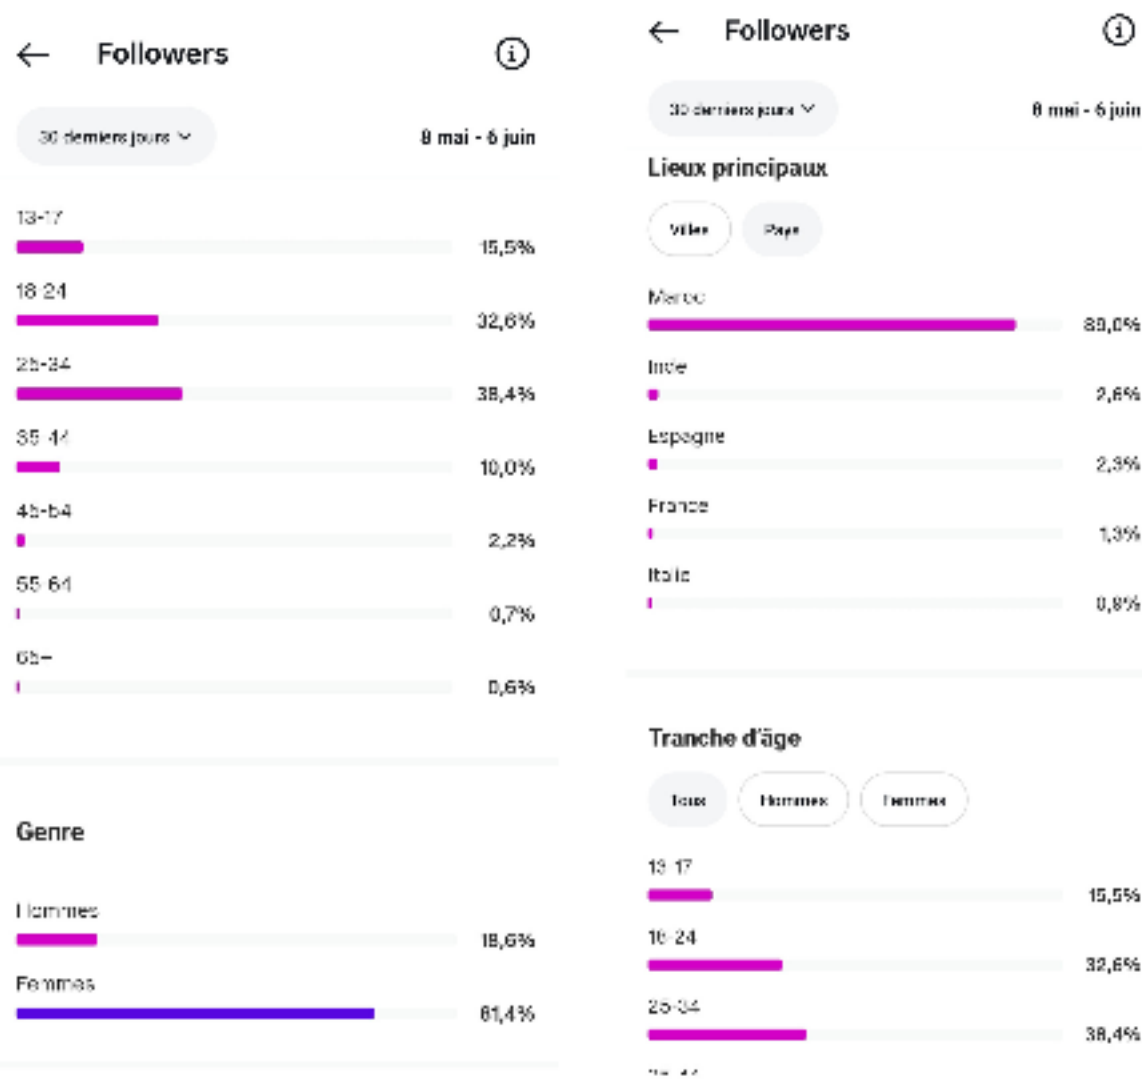 Followers
30 derniers jours
8 mai - 6 juin
13-17
15,5%
18-24
32,6%
25-34
38,4%
35-44
10,0%
45-54
2,2%
55-64
0,7%
65+
0,6%
Genre
Hommes
18,6%
Femmes
81,4%
Followers
30 derniers jours
8 mai - 6 juin
Lieux principaux
Villes
Pays
Maroc
89,0%
Inde
2,6%
Espagne
2,3%
France
1,3%
Italie
Tranche d'âge
Tous
Hommes
Femmes
13-17
15,5%
18-24
32,6%
25-34
38,4%